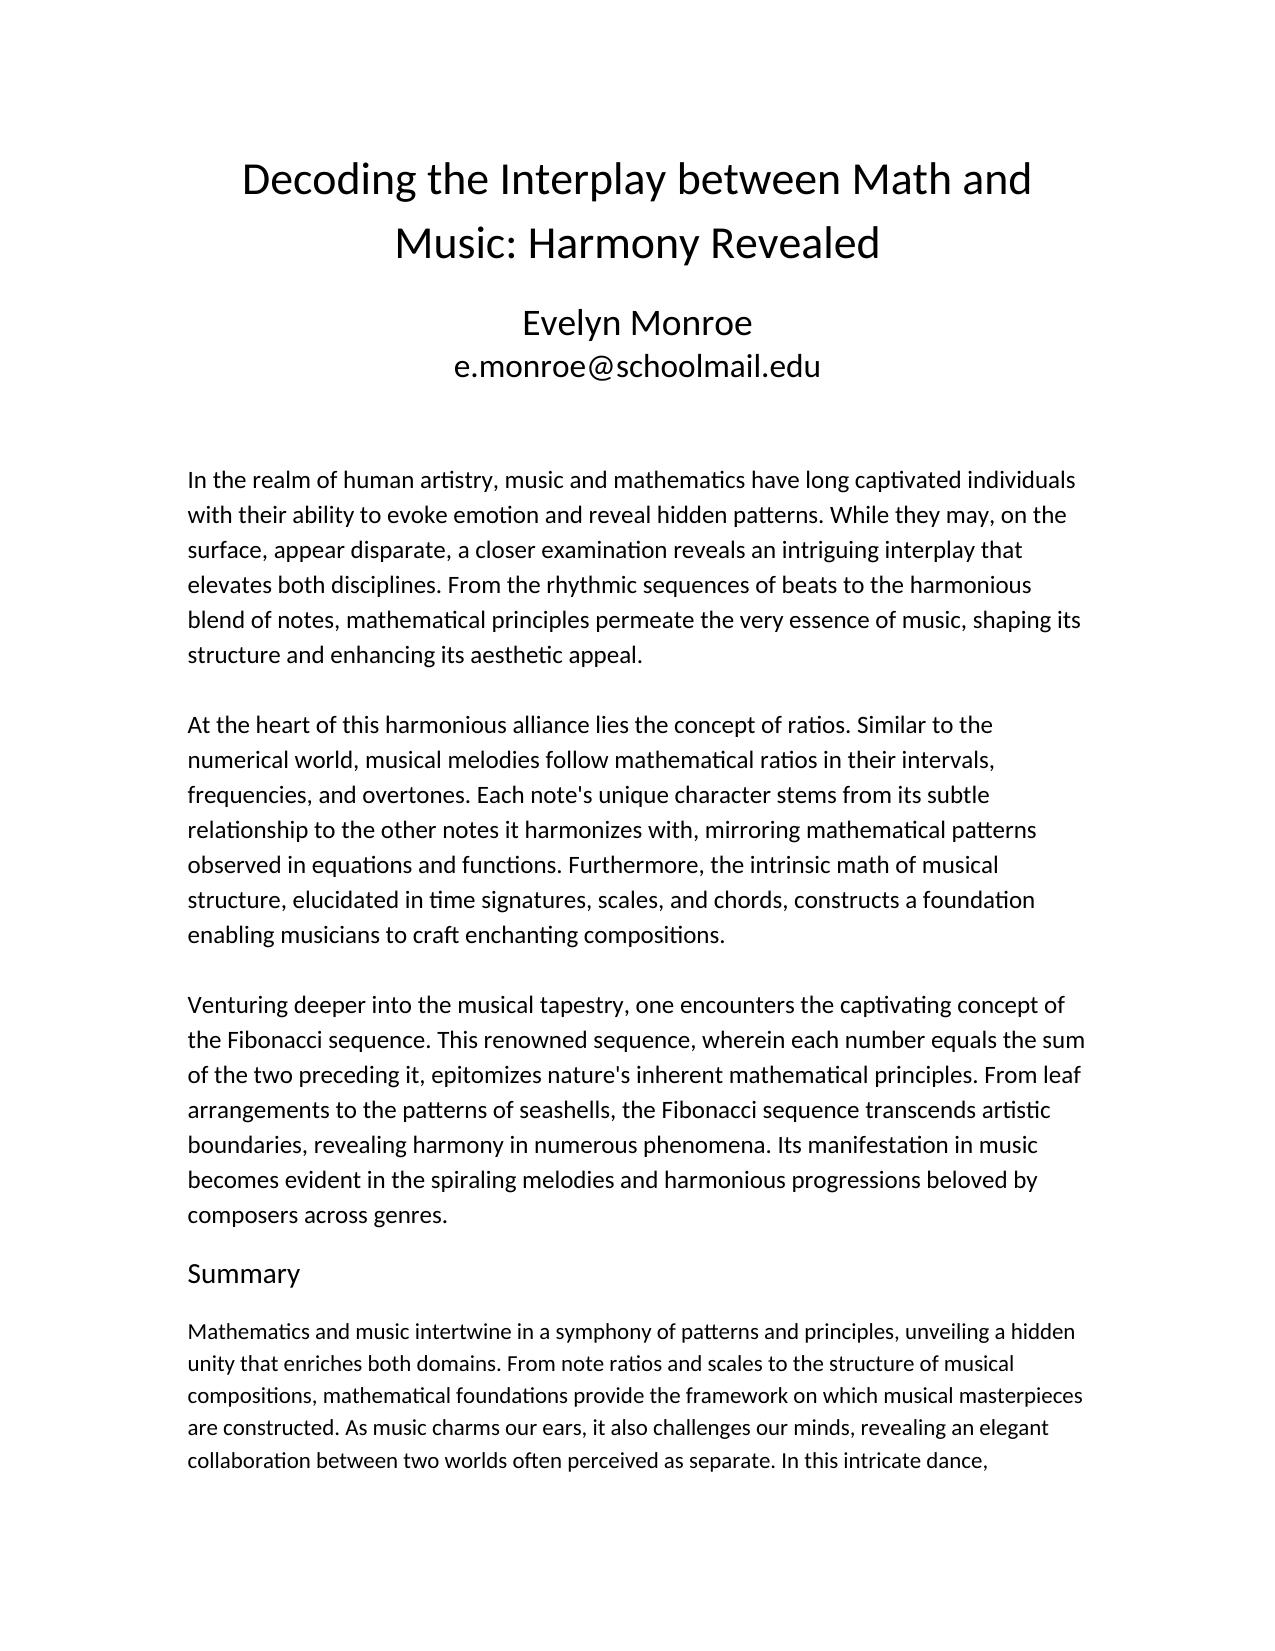 Decoding the Interplay between Math and
Music: Harmony Revealed
Evelyn Monroe
e.monroe@schoolmail.edu
In the realm of human artistry, music and mathematics have long captivated individuals
with their ability to evoke emotion and reveal hidden patterns. While they may, on the
surface, appear disparate, a closer examination reveals an intriguing interplay that
elevates both disciplines. From the rhythmic sequences of beats to the harmonious
blend of notes, mathematical principles permeate the very essence of music, shaping its
structure and enhancing its aesthetic appeal.
At the heart of this harmonious alliance lies the concept of ratios. Similar to the
numerical world, musical melodies follow mathematical ratios in their intervals,
frequencies, and overtones. Each note's unique character stems from its subtle
relationship to the other notes it harmonizes with, mirroring mathematical patterns
observed in equations and functions. Furthermore, the intrinsic math of musical
structure, elucidated in time signatures, scales, and chords, constructs a foundation
enabling musicians to craft enchanting compositions.
Venturing deeper into the musical tapestry, one encounters the captivating concept of
the Fibonacci sequence. This renowned sequence, wherein each number equals the sum
of the two preceding it, epitomizes nature's inherent mathematical principles. From leaf
arrangements to the patterns of seashells, the Fibonacci sequence transcends artistic
boundaries, revealing harmony in numerous phenomena. Its manifestation in music
becomes evident in the spiraling melodies and harmonious progressions beloved by
composers across genres.
Summary
Mathematics and music intertwine in a symphony of patterns and principles, unveiling a hidden
unity that enriches both domains. From note ratios and scales to the structure of musical
compositions, mathematical foundations provide the framework on which musical masterpieces
are constructed. As music charms our ears, it also challenges our minds, revealing an elegant
collaboration between two worlds often perceived as separate. In this intricate dance,